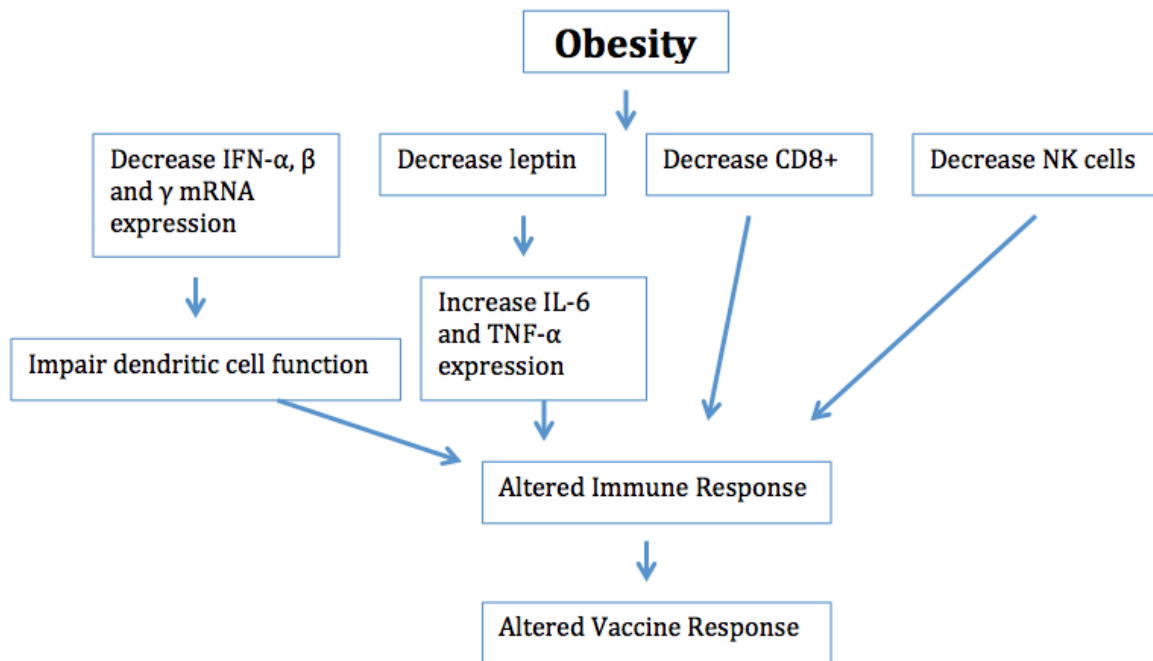 Obesity
Decrease IFN-α, β
and γ mRNA
expression
Decrease leptin
Decrease CD8+
Decrease NK cells
Increase IL-6
and TNF-α
expression
Impair dendritic cell function
Altered Immune Response
Altered Vaccine Response